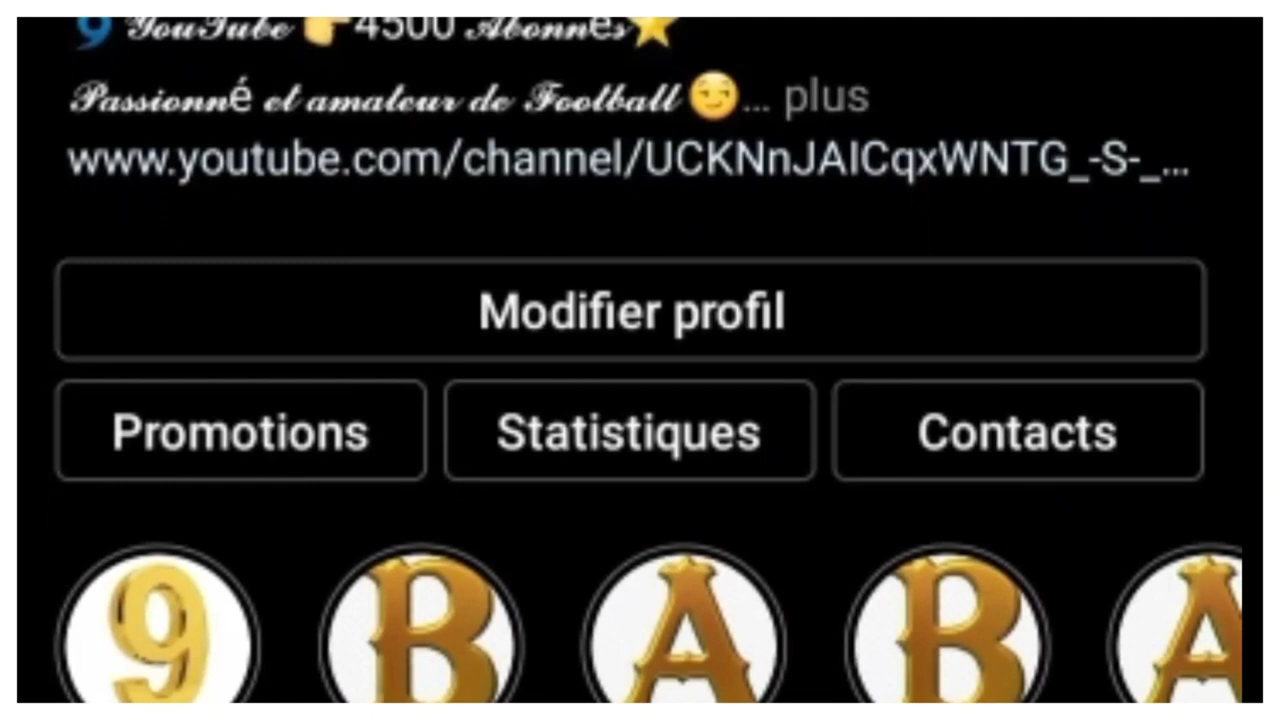 9 YouTube 👉4500 Abonnés⭐
Passionné et amateur de Football 😏... plus
www.youtube.com/channel/UCKNnJAICqxWNTG_-S-_...
Modifier profil
Promotions Statistiques Contacts
9 B A B A